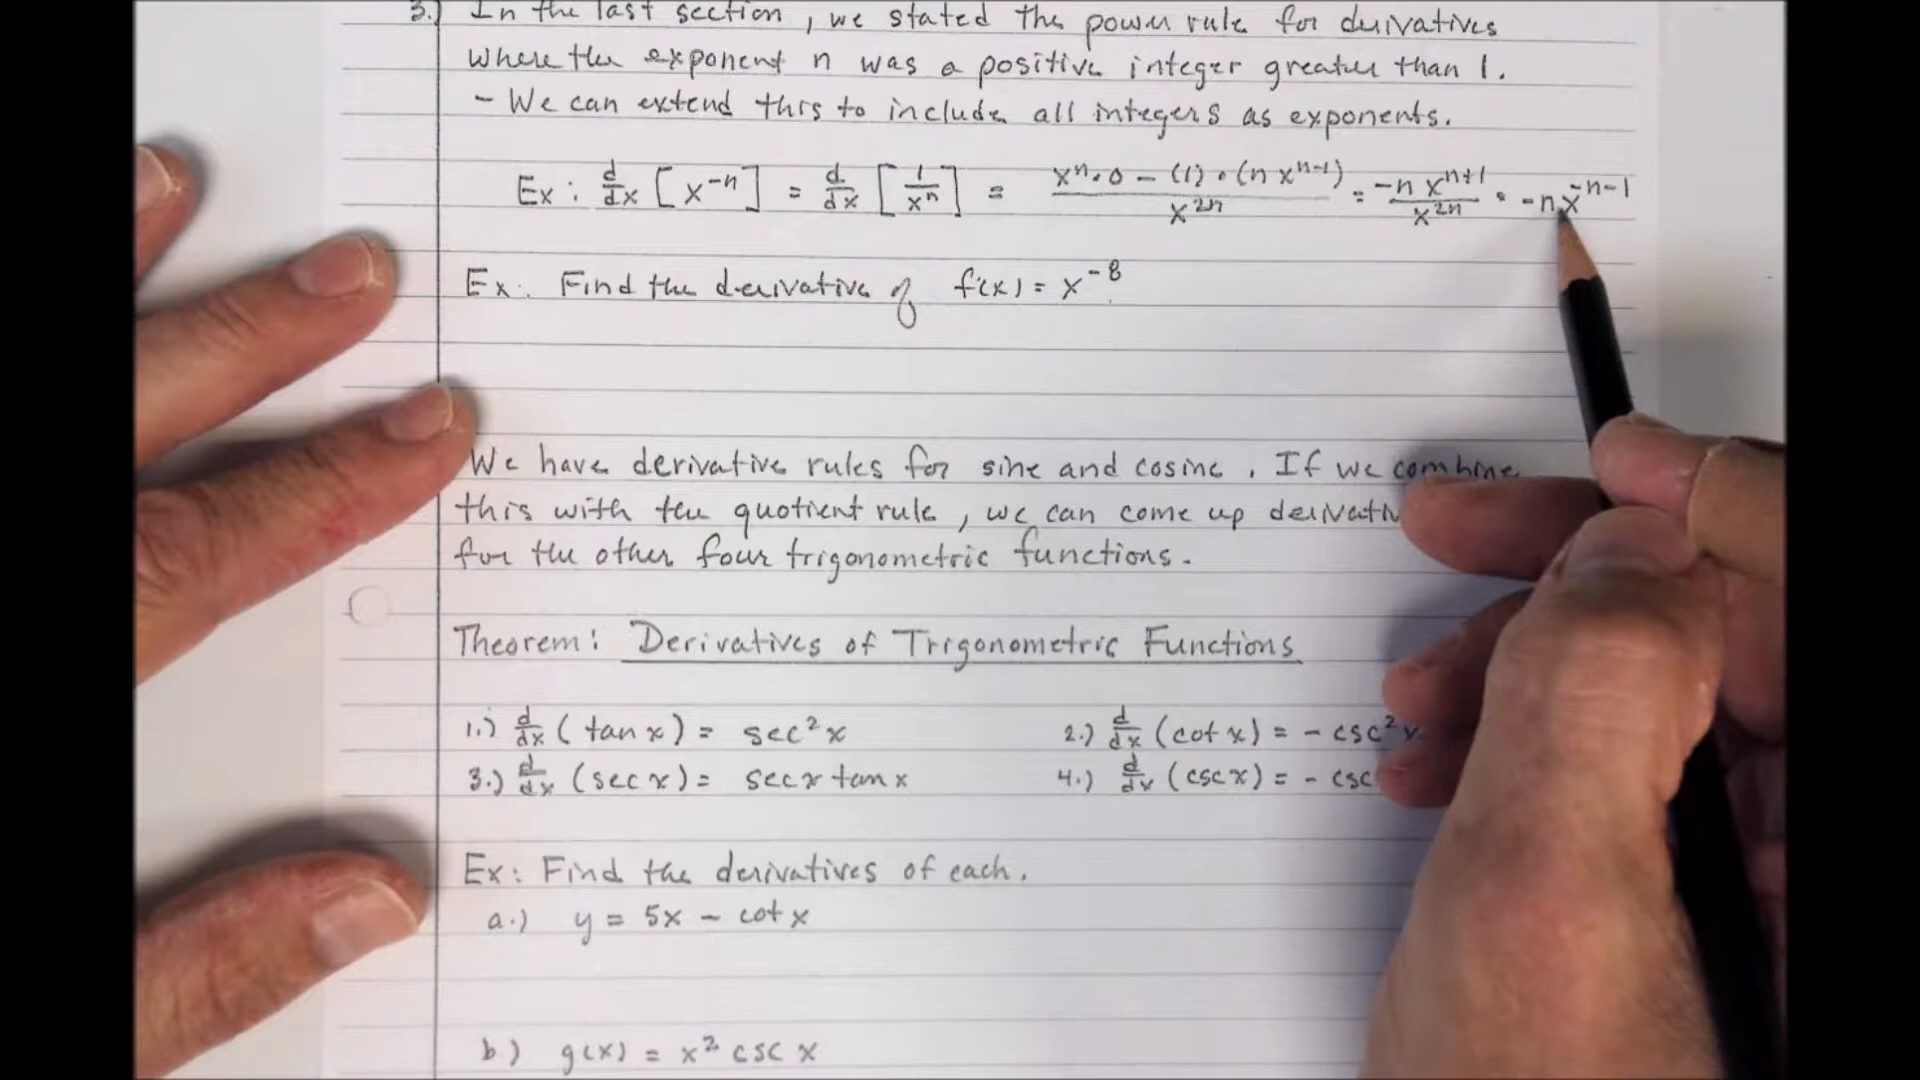 3.) In the last section, we stated the power rule for derivatives
where the exponent n was a positive integer greater than 1.
- We can extend this to include all integers as exponents.
Ex: d/dx [x^-n] = d/dx [1/x^n] = (x^n · 0 - (1) · (n x^n-1))/x^2n = (-n x^n+1)/x^2n = -n x^-n-1
Ex: Find the derivative of f(x) = x^-8
We have derivative rules for sine and cosine. If we combine
this with the quotient rule, we can come up derivativ
for the other four trigonometric functions.
Theorem: Derivatives of Trigonometric Functions
1.) d/dx (tan x) = sec² x 2.) d/dx (cot x) = - csc² x
3.) d/dx (sec x) = sec x tan x 4.) d/dx (csc x) = - csc
Ex: Find the derivatives of each.
a.) y = 5x - cot x
b) g(x) = x² csc x